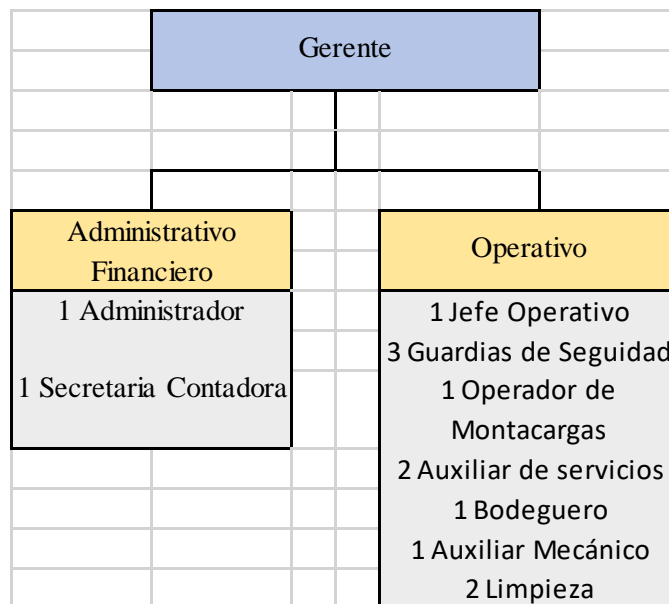 Gerente
Administrativo
Financiero
1 Administrador
1 Secretaria Contadora
Operativo
1 Jefe Operativo
3 Guardias de Seguidad
1 Operador de
Montacargas
2 Auxiliar de servicios
1 Bodeguero
1 Auxiliar Mecánico
2 Limpieza